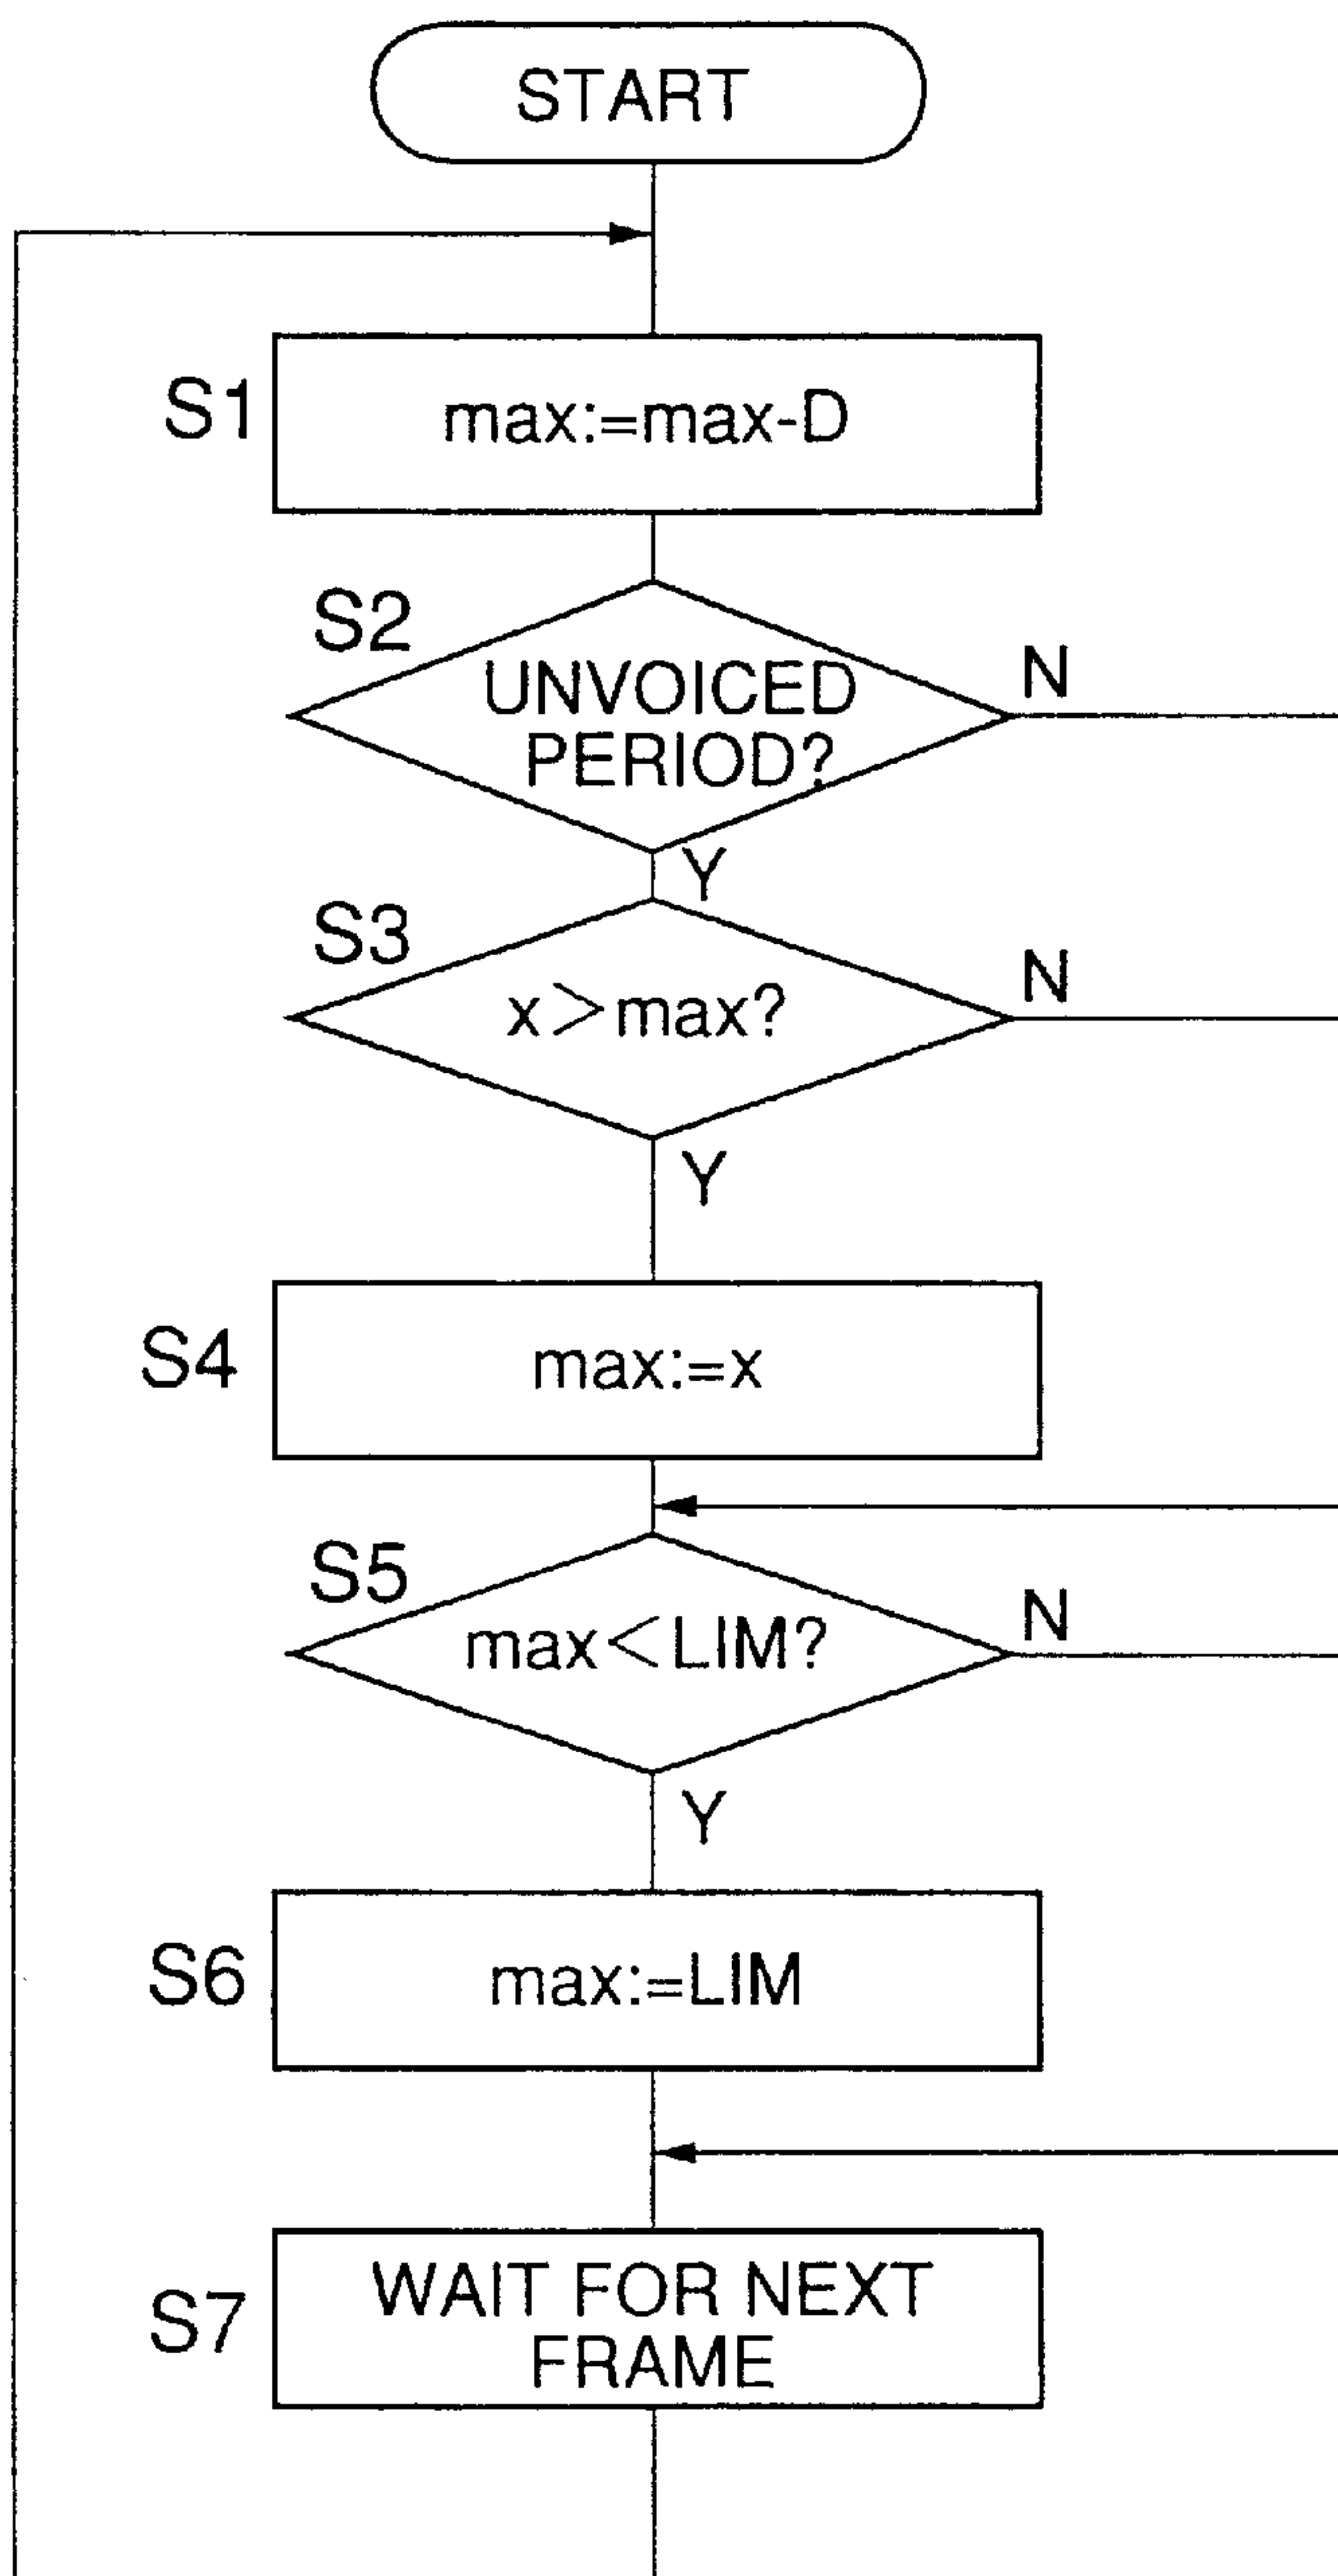 START
S1
max:=max-D
S2
UNVOICED
PERIOD?
N
Y
S3
x>max?
N
Y
S4
max:=x
S5
max<LIM?
N
Y
S6
max:=LIM
S7
WAIT FOR NEXT
FRAME